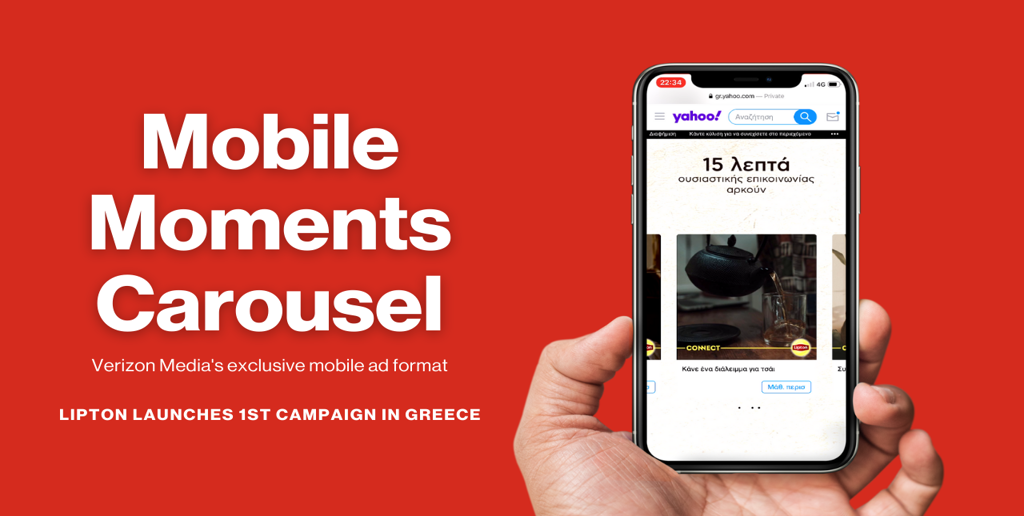 Mobile
Moments
Carousel
Verizon Media's exclusive mobile ad format
LIPTON LAUNCHES 1ST CAMPAIGN IN GREECE
22:34
4G
gr.yahoo.com — Private
yahoo!
Αναζήτηση
Διαφήμιση Κάντε κύλιση για να συνεχίσετε στο περιεχόμενο
15 λεπτά
ουσιαστικής επικοινωνίας
αρκούν
CONNECT
Lipton
Κάνε ένα διάλειμμα για τσάι
Συ
Μάθ. περισ